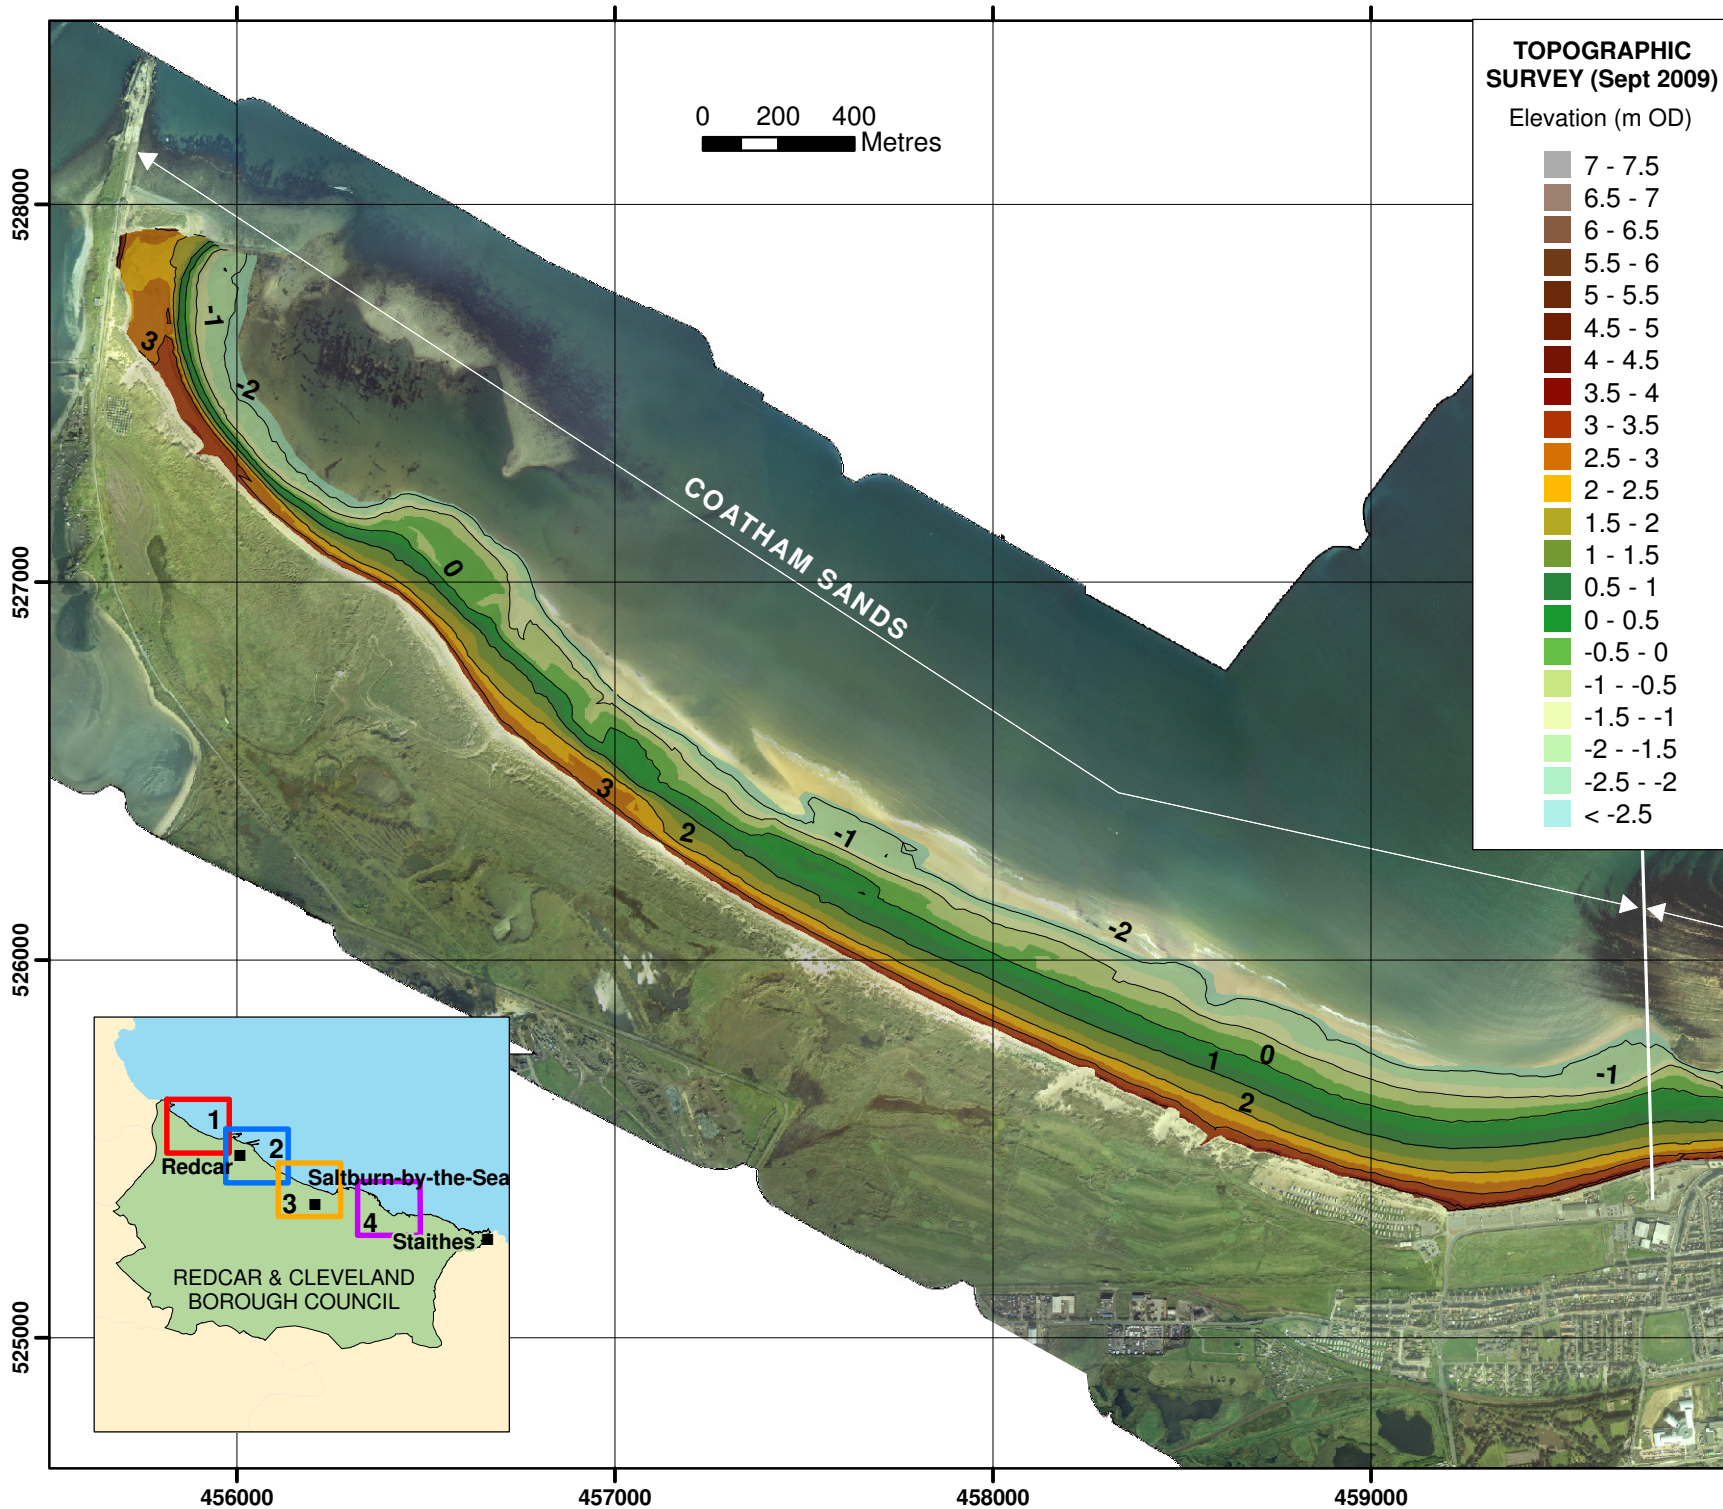 TOPOGRAPHIC
SURVEY (Sept 2009)
Elevation (m OD)
7 - 7.5
6.5 - 7
6 - 6.5
5.5 - 6
5 - 5.5
4.5 - 5
4 - 4.5
3.5 - 4
3 - 3.5
2.5 - 3
2 - 2.5
1.5 - 2
1 - 1.5
0.5 - 1
0 - 0.5
-0.5 - 0
-1 - -0.5
-1.5 - -1
-2 - -1.5
-2.5 - -2
< -2.5
0 200 400
Metres
528000
527000
526000
525000
COATHAM SANDS
-1
3
-2
0
3
2
-1
-2
0
1
2
-1
1
2
Redcar
Saltburn-by-the-Sea
3
4
Staithes
REDCAR & CLEVELAND
BOROUGH COUNCIL
456000 457000 458000 459000